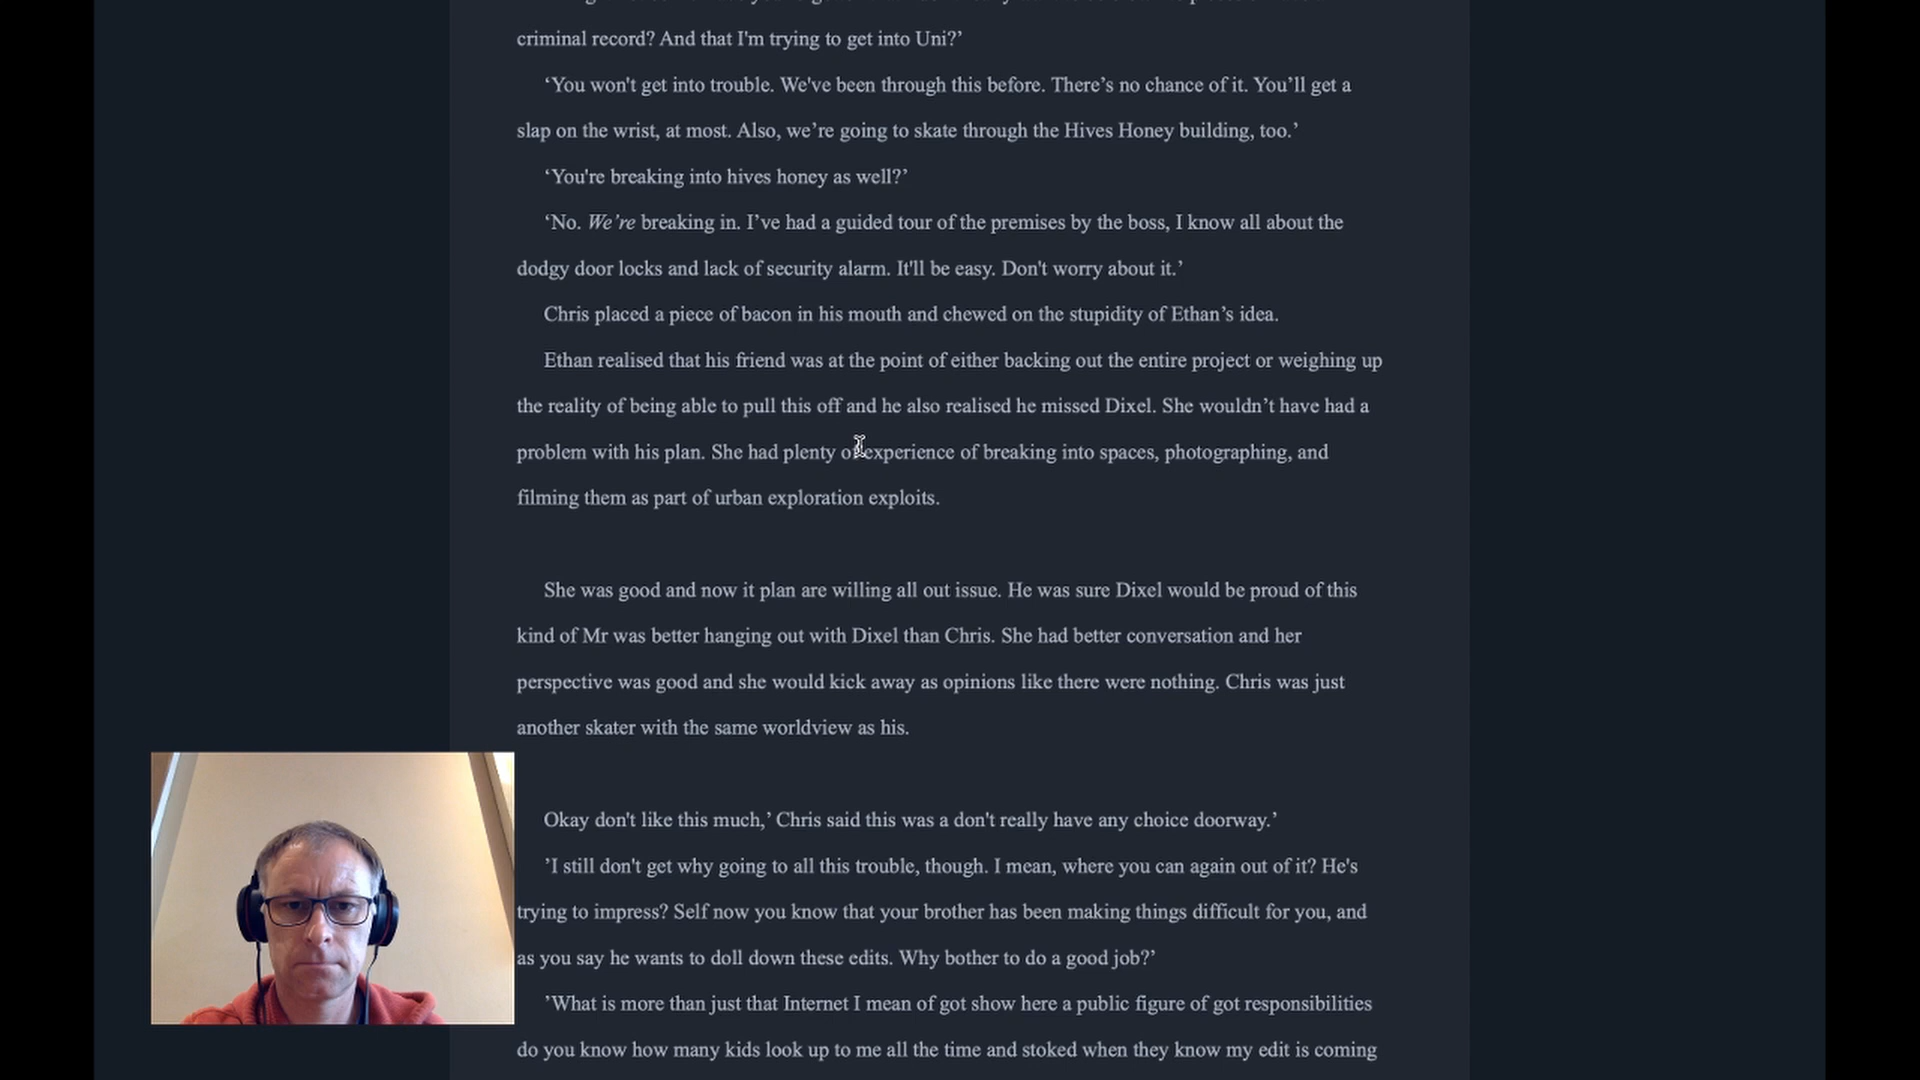 criminal record? And that I'm trying to get into Uni?’
‘You won't get into trouble. We've been through this before. There’s no chance of it. You’ll get a
slap on the wrist, at most. Also, we’re going to skate through the Hives Honey building, too.’
‘You're breaking into hives honey as well?’
‘No. We’re breaking in. I’ve had a guided tour of the premises by the boss, I know all about the
dodgy door locks and lack of security alarm. It'll be easy. Don't worry about it.’
Chris placed a piece of bacon in his mouth and chewed on the stupidity of Ethan’s idea.
Ethan realised that his friend was at the point of either backing out the entire project or weighing up
the reality of being able to pull this off and he also realised he missed Dixel. She wouldn’t have had a
problem with his plan. She had plenty of experience of breaking into spaces, photographing, and
filming them as part of urban exploration exploits.
She was good and now it plan are willing all out issue. He was sure Dixel would be proud of this
kind of Mr was better hanging out with Dixel than Chris. She had better conversation and her
perspective was good and she would kick away as opinions like there were nothing. Chris was just
another skater with the same worldview as his.
Okay don't like this much,’ Chris said this was a don't really have any choice doorway.’
’I still don't get why going to all this trouble, though. I mean, where you can again out of it? He's
trying to impress? Self now you know that your brother has been making things difficult for you, and
as you say he wants to doll down these edits. Why bother to do a good job?’
’What is more than just that Internet I mean of got show here a public figure of got responsibilities
do you know how many kids look up to me all the time and stoked when they know my edit is coming